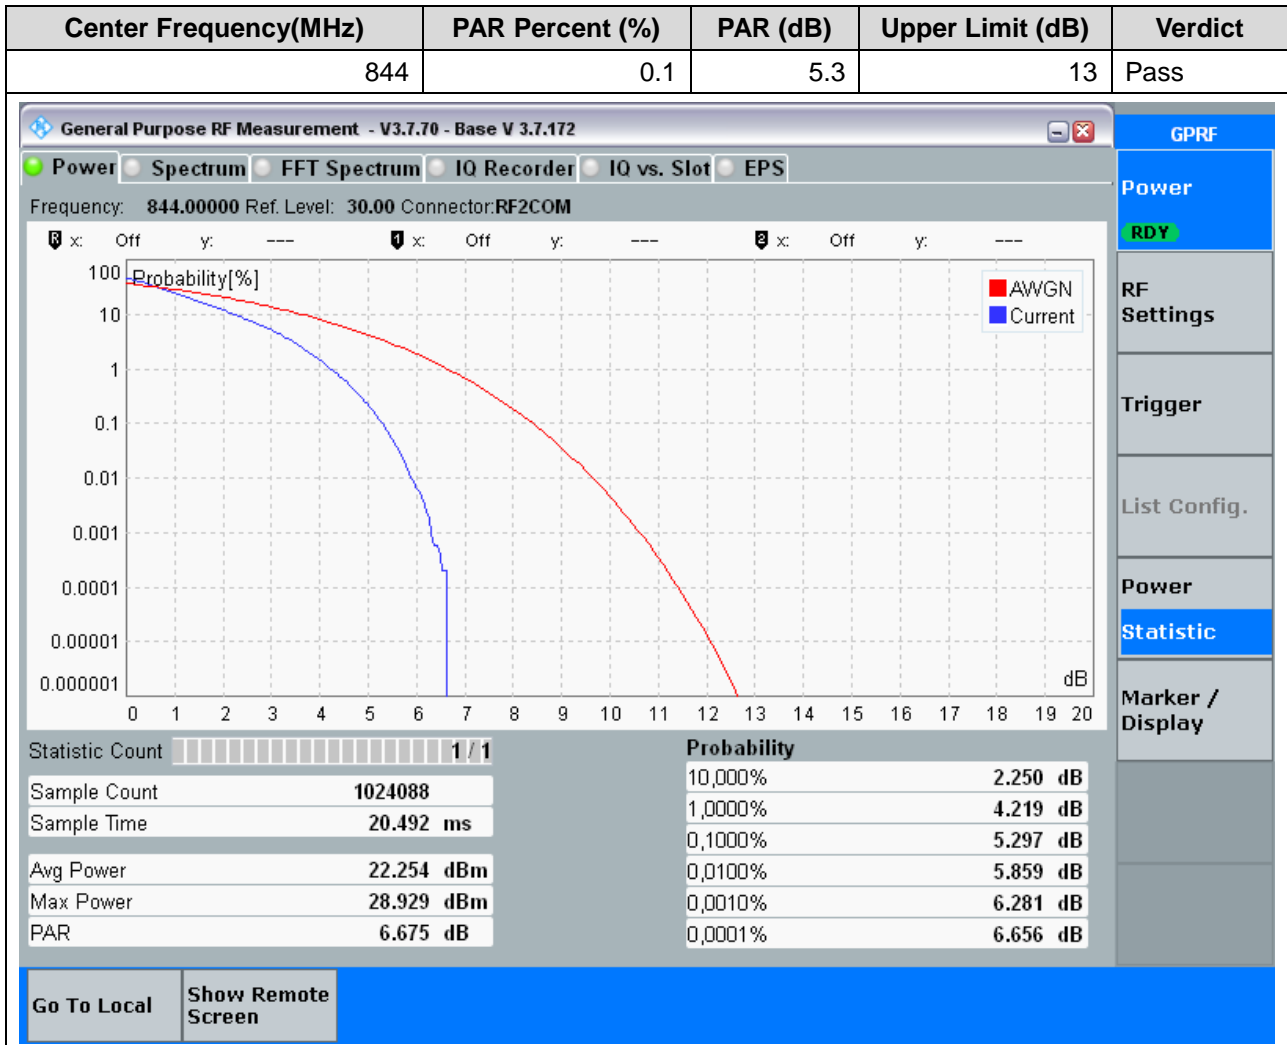 Center Frequency(MHz) PAR Percent (%) PAR (dB) Upper Limit (dB) Verdict
844 0.1 5.3 13 Pass
General Purpose RF Measurement - V3.7.70 - Base V 3.7.172
GPRF
Power Spectrum FFT Spectrum IQ Recorder IQ vs. Slot EPS
Frequency: 844.00000 Ref. Level: 30.00 Connector:RF2COM
R x: Off y: --- 1 x: Off y: --- 2 x: Off y: ---
Probability[%]
AWGN
Current
100
10
1
0.1
0.01
0.001
0.0001
0.00001
0.000001
dB
0 1 2 3 4 5 6 7 8 9 10 11 12 13 14 15 16 17 18 19 20
Statistic Count 1 / 1
Sample Count 1024088
Sample Time 20.492 ms
Avg Power 22.254 dBm
Max Power 28.929 dBm
PAR 6.675 dB
Probability
10,000% 2.250 dB
1,0000% 4.219 dB
0,1000% 5.297 dB
0,0100% 5.859 dB
0,0010% 6.281 dB
0,0001% 6.656 dB
Power
RDY
RF
Settings
Trigger
List Config.
Power
Statistic
Marker /
Display
Go To Local
Show Remote
Screen